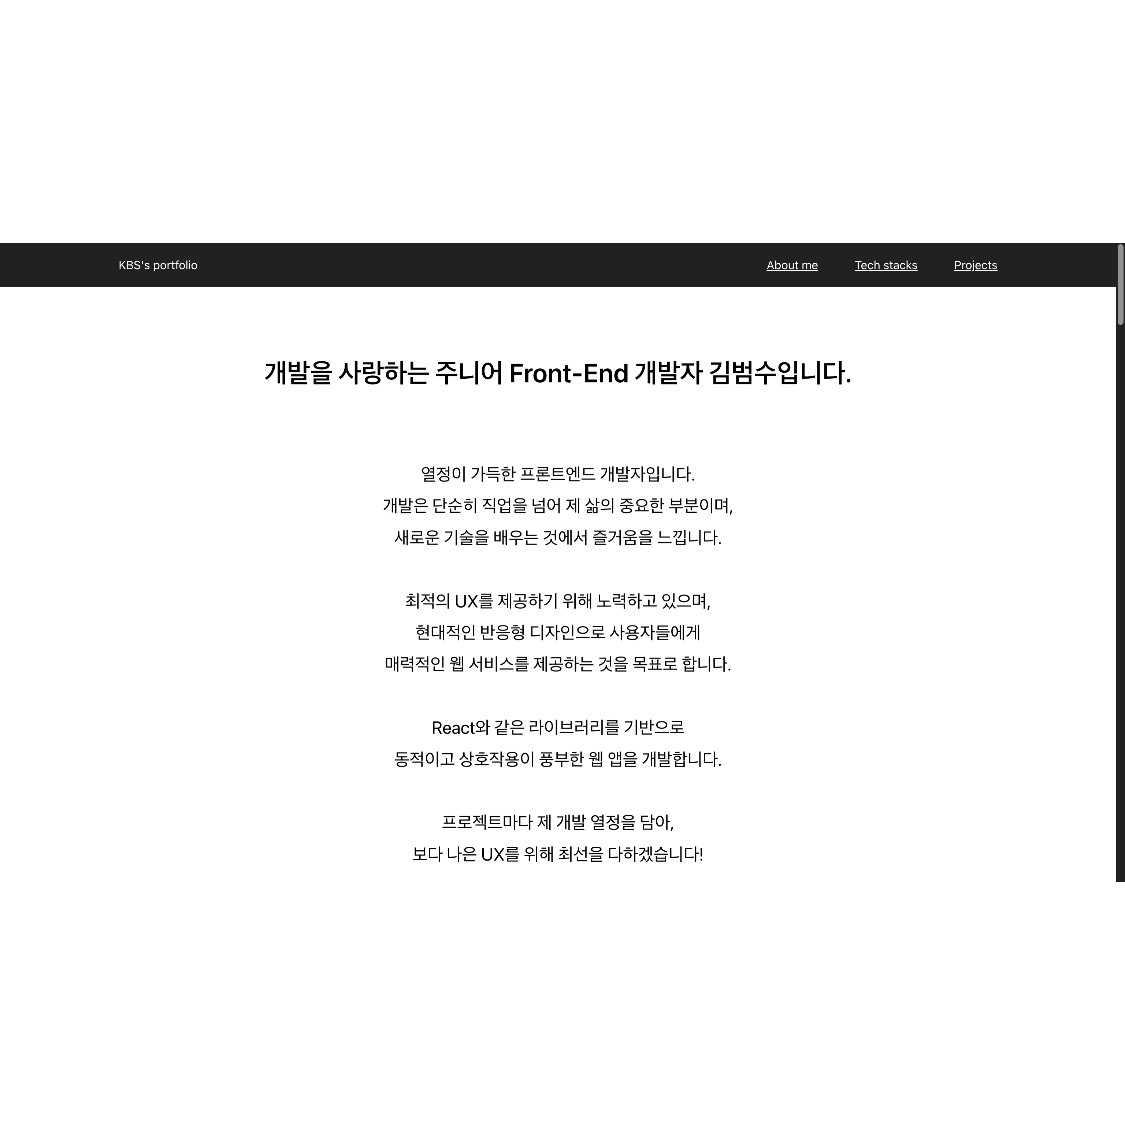 KBS's portfolio
About me
Tech stacks
Projects
개발을 사랑하는 주니어 Front-End 개발자 김범수입니다.
열정이 가득한 프론트엔드 개발자입니다.
개발은 단순히 직업을 넘어 제 삶의 중요한 부분이며,
새로운 기술을 배우는 것에서 즐거움을 느낍니다.
최적의 UX를 제공하기 위해 노력하고 있으며,
현대적인 반응형 디자인으로 사용자들에게
매력적인 웹 서비스를 제공하는 것을 목표로 합니다.
React와 같은 라이브러리를 기반으로
동적이고 상호작용이 풍부한 웹 앱을 개발합니다.
프로젝트마다 제 개발 열정을 담아,
보다 나은 UX를 위해 최선을 다하겠습니다!